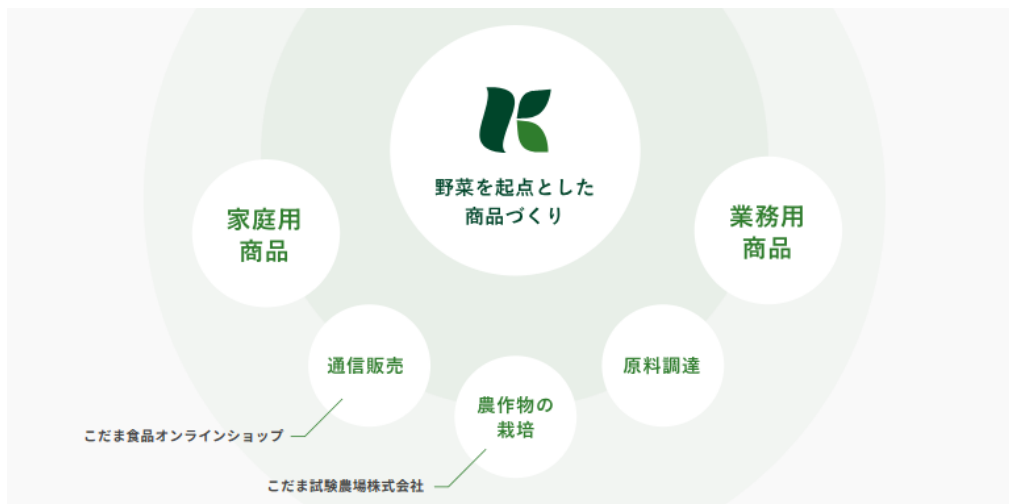 野菜を起点とした
商品づくり
家庭用
商品
業務用
商品
通信販売
原料調達
農作物の
栽培
こだま食品オンラインショップ
こだま試験農場株式会社